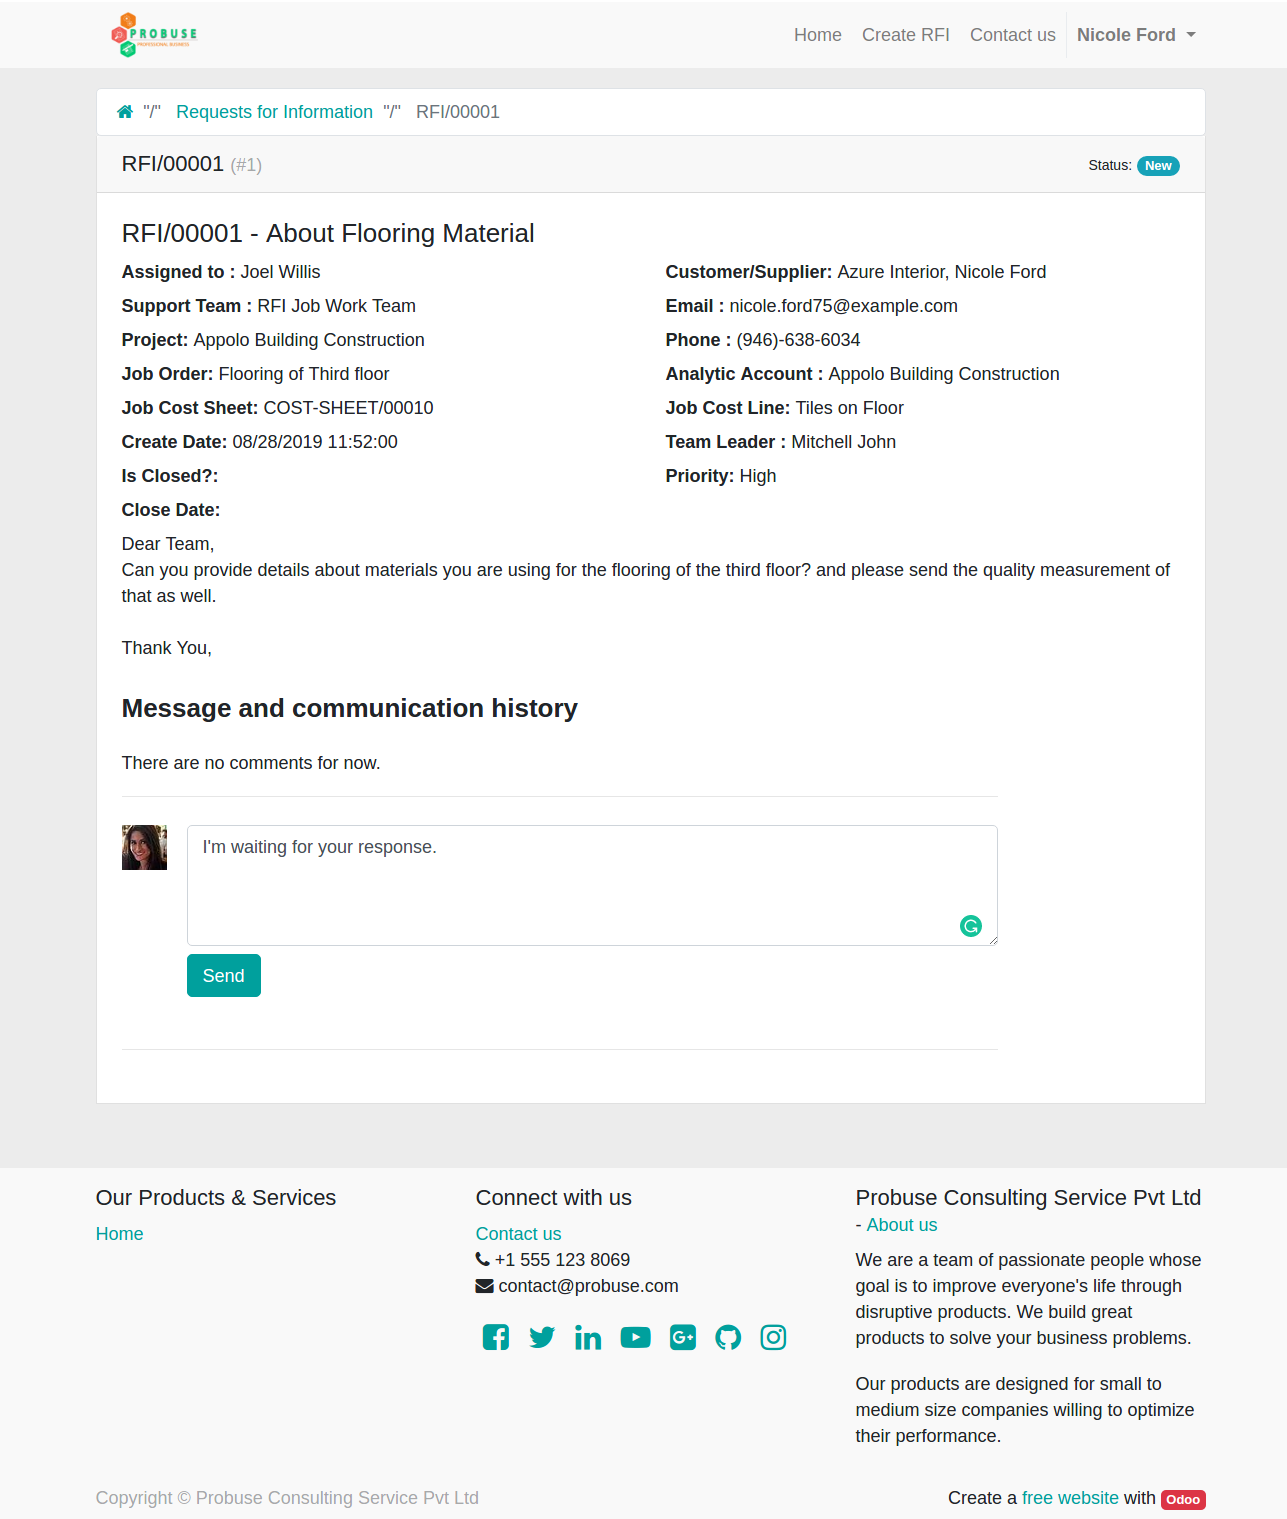 PROBUSE
PROFESSIONAL BUSINESS
Home Create RFI Contact us Nicole Ford
"/" Requests for Information "/" RFI/00001
RFI/00001 (#1) Status: New
RFI/00001 - About Flooring Material
Assigned to : Joel Willis Customer/Supplier: Azure Interior, Nicole Ford
Support Team : RFI Job Work Team Email : nicole.ford75@example.com
Project: Appolo Building Construction Phone : (946)-638-6034
Job Order: Flooring of Third floor Analytic Account : Appolo Building Construction
Job Cost Sheet: COST-SHEET/00010 Job Cost Line: Tiles on Floor
Create Date: 08/28/2019 11:52:00 Team Leader : Mitchell John
Is Closed?: Priority: High
Close Date:
Dear Team,
Can you provide details about materials you are using for the flooring of the third floor? and please send the quality measurement of
that as well.
Thank You,
Message and communication history
There are no comments for now.
I'm waiting for your response.
Send
Our Products & Services
Home
Connect with us
Contact us
+1 555 123 8069
contact@probuse.com
Probuse Consulting Service Pvt Ltd
- About us
We are a team of passionate people whose
goal is to improve everyone's life through
disruptive products. We build great
products to solve your business problems.
Our products are designed for small to
medium size companies willing to optimize
their performance.
Copyright © Probuse Consulting Service Pvt Ltd
Create a free website with Odoo